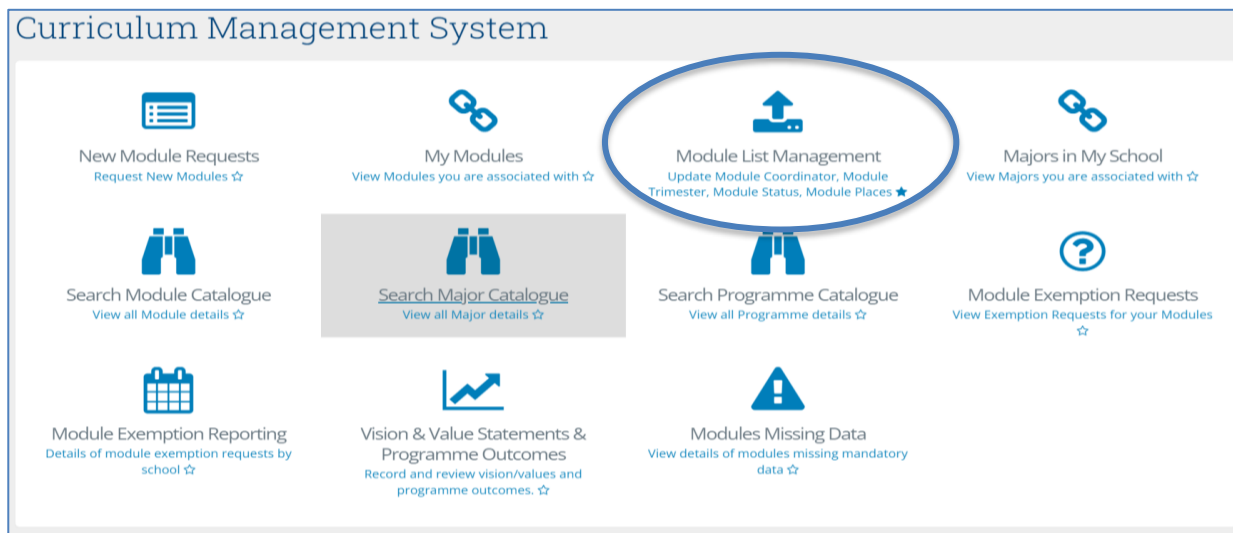 Curriculum Management System
New Module Requests
Request New Modules ☆
My Modules
View Modules you are associated with ☆
Module List Management
Update Module Coordinator, Module
Trimester, Module Status, Module Places ★
Majors in My School
View Majors you are associated with ☆
Search Module Catalogue
View all Module details ☆
Search Major Catalogue
View all Major details ☆
Search Programme Catalogue
View all Programme details ☆
Module Exemption Requests
View Exemption Requests for your Modules
☆
Module Exemption Reporting
Details of module exemption requests by
school ☆
Vision & Value Statements &
Programme Outcomes
Record and review vision/values and
programme outcomes. ☆
Modules Missing Data
View details of modules missing mandatory
data ☆